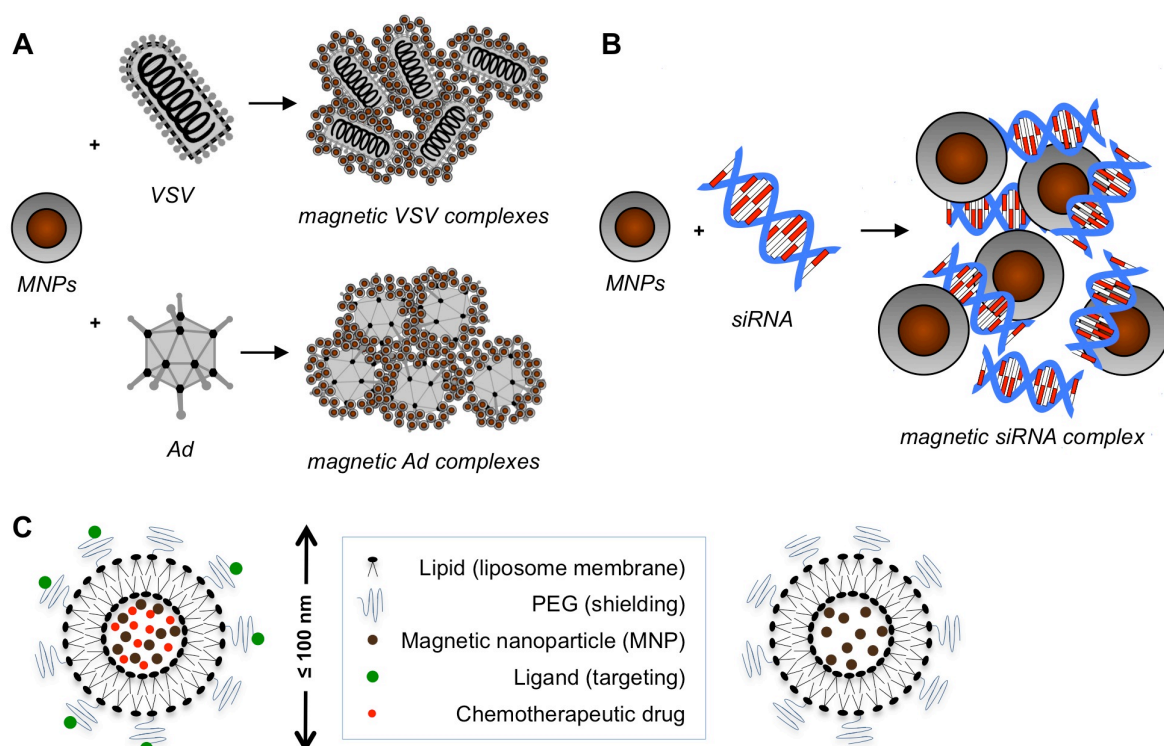 A
+
VSV
magnetic VSV complexes
MNPs
+
Ad
magnetic Ad complexes
B
MNPs
+
siRNA
magnetic siRNA complex
C
≤ 100 nm
Lipid (liposome membrane)
PEG (shielding)
Magnetic nanoparticle (MNP)
Ligand (targeting)
Chemotherapeutic drug